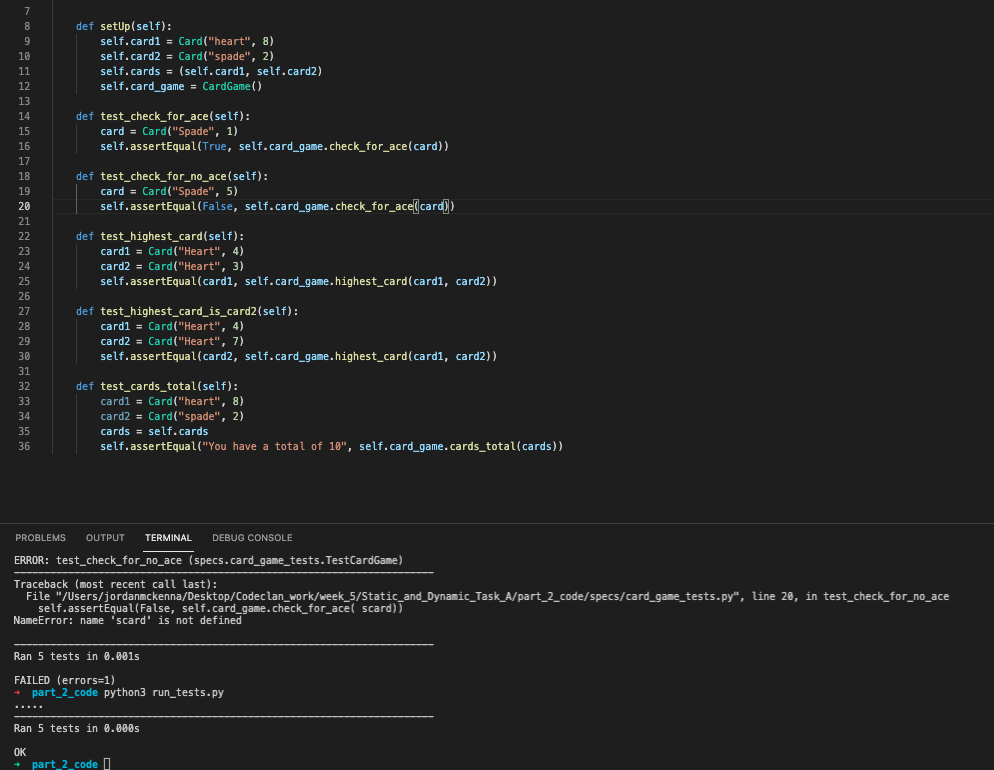 7
8 def setUp(self):
9 self.card1 = Card("heart", 8)
10 self.card2 = Card("spade", 2)
11 self.cards = (self.card1, self.card2)
12 self.card_game = CardGame()
13
14 def test_check_for_ace(self):
15 card = Card("Spade", 1)
16 self.assertEqual(True, self.card_game.check_for_ace(card))
17
18 def test_check_for_no_ace(self):
19 card = Card("Spade", 5)
20 self.assertEqual(False, self.card_game.check_for_ace(card))
21
22 def test_highest_card(self):
23 card1 = Card("Heart", 4)
24 card2 = Card("Heart", 3)
25 self.assertEqual(card1, self.card_game.highest_card(card1, card2))
26
27 def test_highest_card_is_card2(self):
28 card1 = Card("Heart", 4)
29 card2 = Card("Heart", 7)
30 self.assertEqual(card2, self.card_game.highest_card(card1, card2))
31
32 def test_cards_total(self):
33 card1 = Card("heart", 8)
34 card2 = Card("spade", 2)
35 cards = self.cards
36 self.assertEqual("You have a total of 10", self.card_game.cards_total(cards))
PROBLEMS OUTPUT TERMINAL DEBUG CONSOLE
ERROR: test_check_for_no_ace (specs.card_game_tests.TestCardGame)
----------------------------------------------------------------------
Traceback (most recent call last):
File "/Users/jordanmckenna/Desktop/Codeclan_work/week_5/Static_and_Dynamic_Task_A/part_2_code/specs/card_game_tests.py", line 20, in test_check_for_no_ace
self.assertEqual(False, self.card_game.check_for_ace( scard))
NameError: name 'scard' is not defined
----------------------------------------------------------------------
Ran 5 tests in 0.001s
FAILED (errors=1)
→ part_2_code python3 run_tests.py
.....
----------------------------------------------------------------------
Ran 5 tests in 0.000s
OK
→ part_2_code